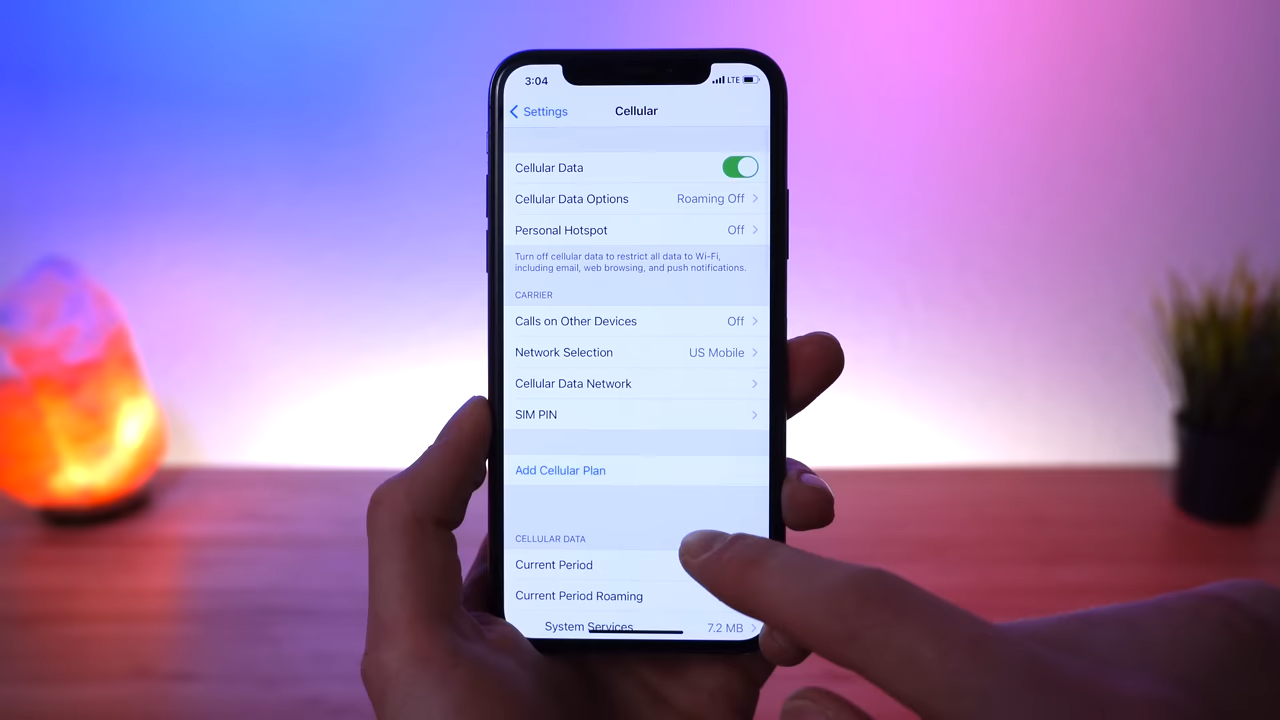 3:04 LTE
Settings Cellular
Cellular Data
Cellular Data Options Roaming Off
Personal Hotspot Off
Turn off cellular data to restrict all data to Wi-Fi,
including email, web browsing, and push notifications.
CARRIER
Calls on Other Devices Off
Network Selection US Mobile
Cellular Data Network
SIM PIN
Add Cellular Plan
CELLULAR DATA
Current Period
Current Period Roaming
System Services 7.2 MB